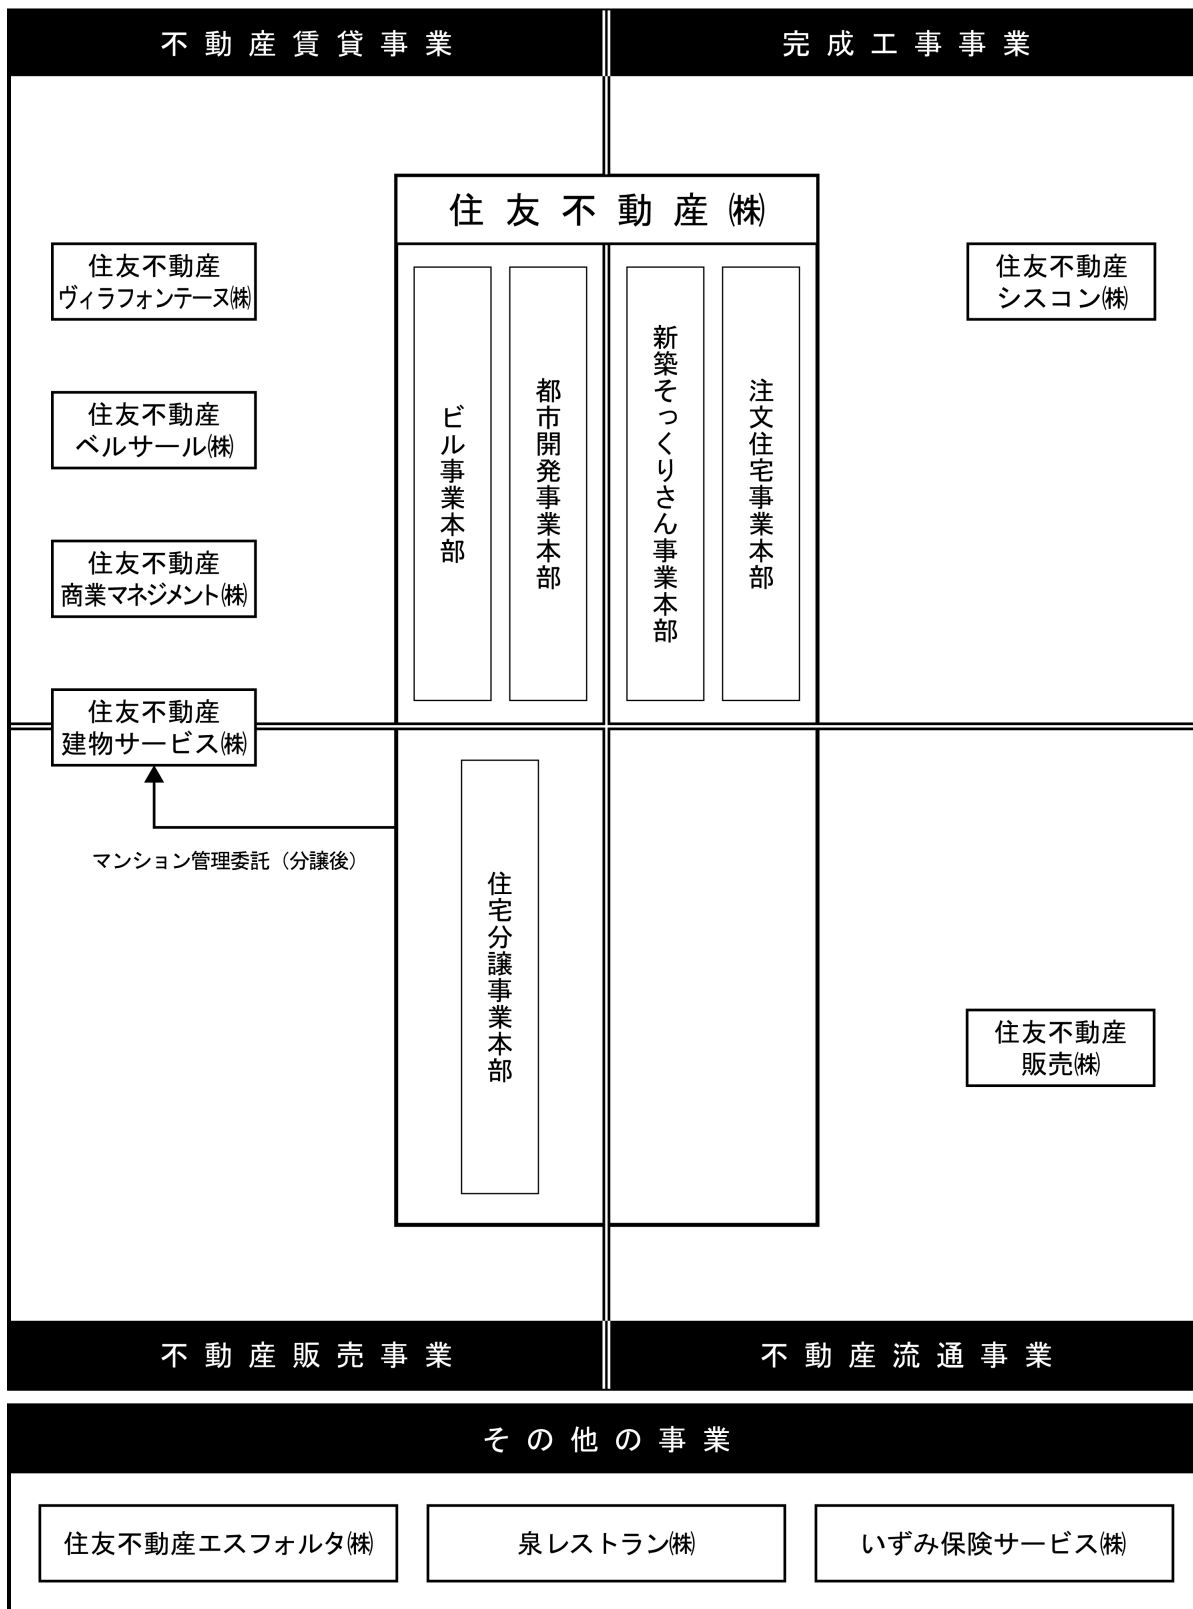 不動産賃貸事業
完成工事事業
住友不動産㈱
住友不動産
ヴィラフォンテーヌ㈱
住友不動産
ベルサール㈱
住友不動産
商業マネジメント㈱
住友不動産
建物サービス㈱
マンション管理委託（分譲後）
ビル事業本部
都市開発事業本部
新築そっくりさん事業本部
注文住宅事業本部
住宅分譲事業本部
住友不動産
シスコン㈱
住友不動産
販売㈱
不動産販売事業
不動産流通事業
その他の事業
住友不動産エスフォルタ㈱
泉レストラン㈱
いずみ保険サービス㈱